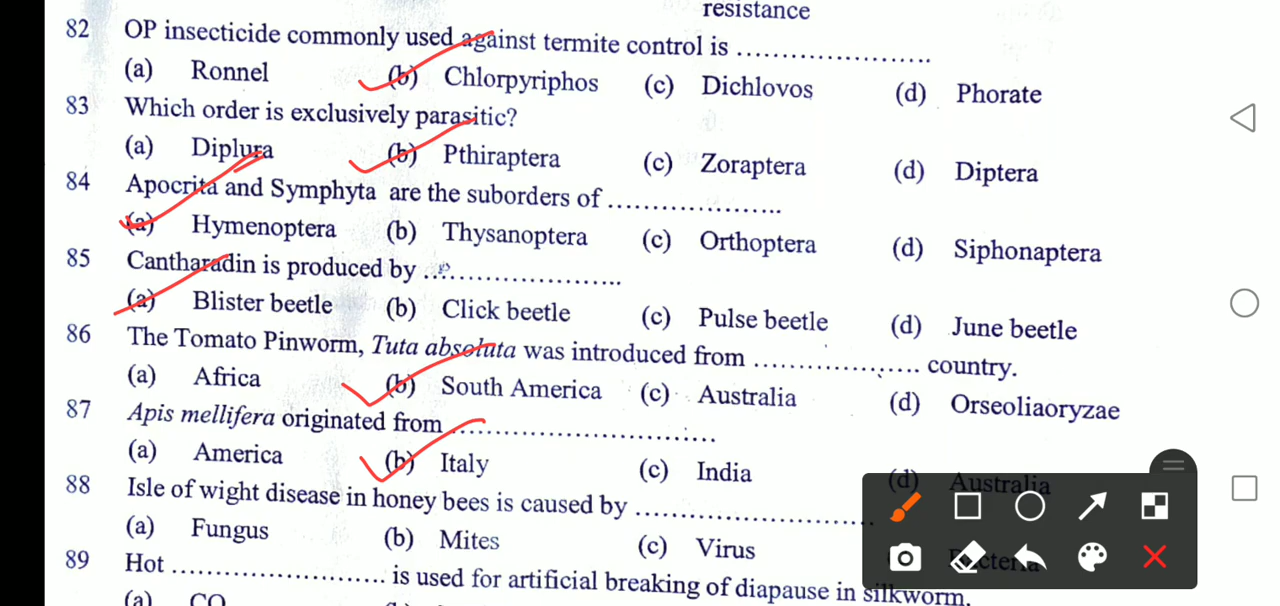 resistance
82 OP insecticide commonly used against termite control is ........................
(a) Ronnel (b) Chlorpyriphos (c) Dichlovos (d) Phorate
83 Which order is exclusively parasitic?
(a) Diplura (b) Pthiraptera (c) Zoraptera (d) Diptera
84 Apocrita and Symphyta are the suborders of .....................
(a) Hymenoptera (b) Thysanoptera (c) Orthoptera (d) Siphonaptera
85 Cantharadin is produced by ........................
(a) Blister beetle (b) Click beetle (c) Pulse beetle (d) June beetle
86 The Tomato Pinworm, Tuta absoluta was introduced from ..................... country.
(a) Africa (b) South America (c) Australia (d) Orseoliaoryzae
87 Apis mellifera originated from .................................
(a) America (b) Italy (c) India (d) Australia
88 Isle of wight disease in honey bees is caused by ..............................
(a) Fungus (b) Mites (c) Virus
89 Hot ........................... is used for artificial breaking of diapause in silkworm.
(a) CO